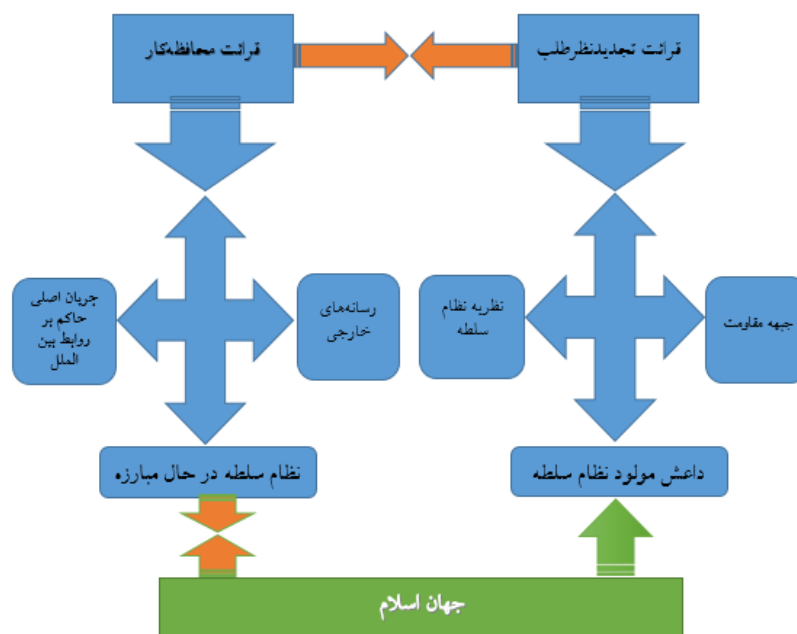 قرائت تجدیدنظرطلب
قرائت محافظه‌کار
جبهه مقاومت
نظریه نظام
سلطه
رسانه‌های
خارجی
جریان اصلی
حاکم بر
روابط بین
الملل
داعش مولود نظام سلطه
نظام سلطه در حال مبارزه
جهان اسلام